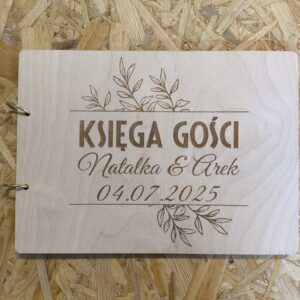 KSIĘGA GOŚCI
Natalka & Arek
04.07.2025